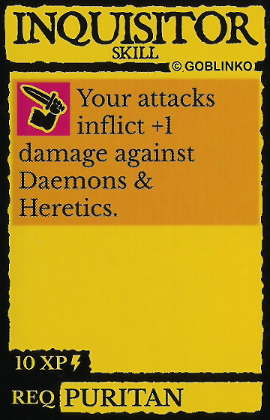 INQUISITOR
SKILL
© GOBLINKO
Your attacks
inflict +1
damage against
Daemons &
Heretics.
10 XP
REQ PURITAN